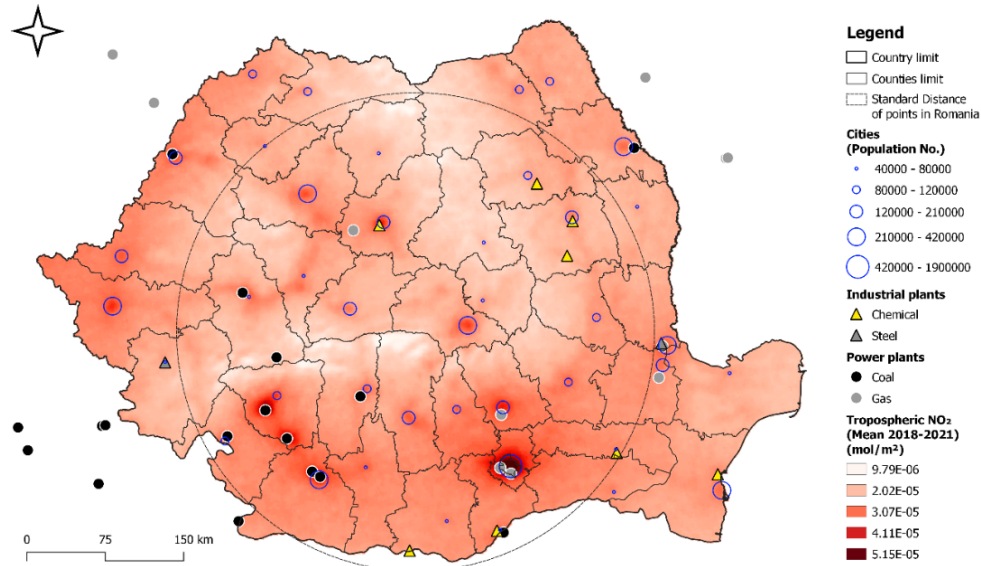 Legend
Country limit
Counties limit
Standard Distance
of points in Romania
Cities
(Population No.)
40000 - 80000
80000 - 120000
120000 - 210000
210000 - 420000
420000 - 1900000
Industrial plants
Chemical
Steel
Power plants
Coal
Gas
Tropospheric NO₂
(Mean 2018-2021)
(mol/m²)
9.79E-06
2.02E-05
3.07E-05
4.11E-05
5.15E-05
0 75 150 km